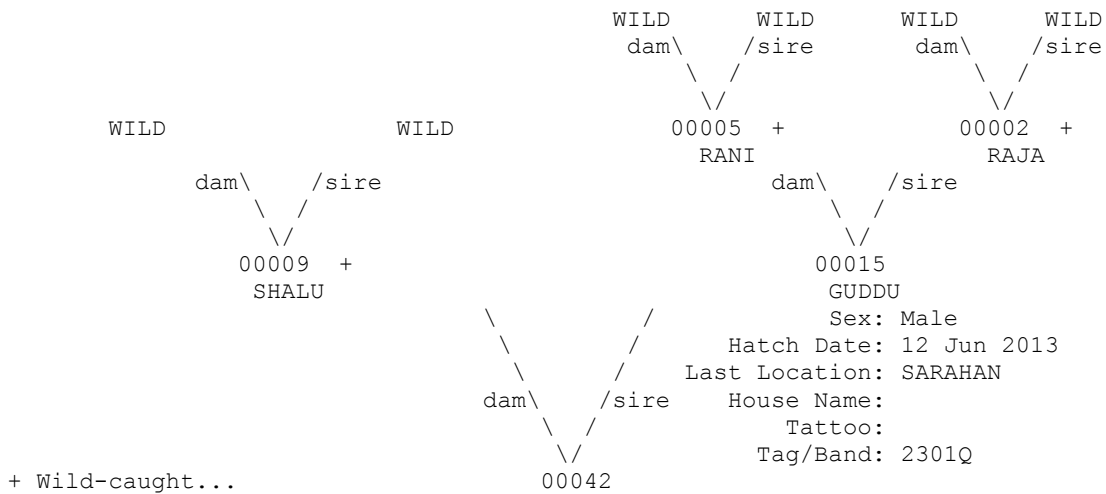 WILD WILD WILD WILD
dam\ /sire dam\ /sire
\ / \ /
\/ \/
WILD WILD 00005 + 00002 +
RANI RAJA
dam\ /sire dam\ /sire
\ / \ /
\/ \/
00009 + 00015
SHALU GUDDU
\ / Sex: Male
\ / Hatch Date: 12 Jun 2013
\ / Last Location: SARAHAN
dam\ /sire House Name:
\ / Tattoo:
\/ Tag/Band: 2301Q
+ Wild-caught... 00042